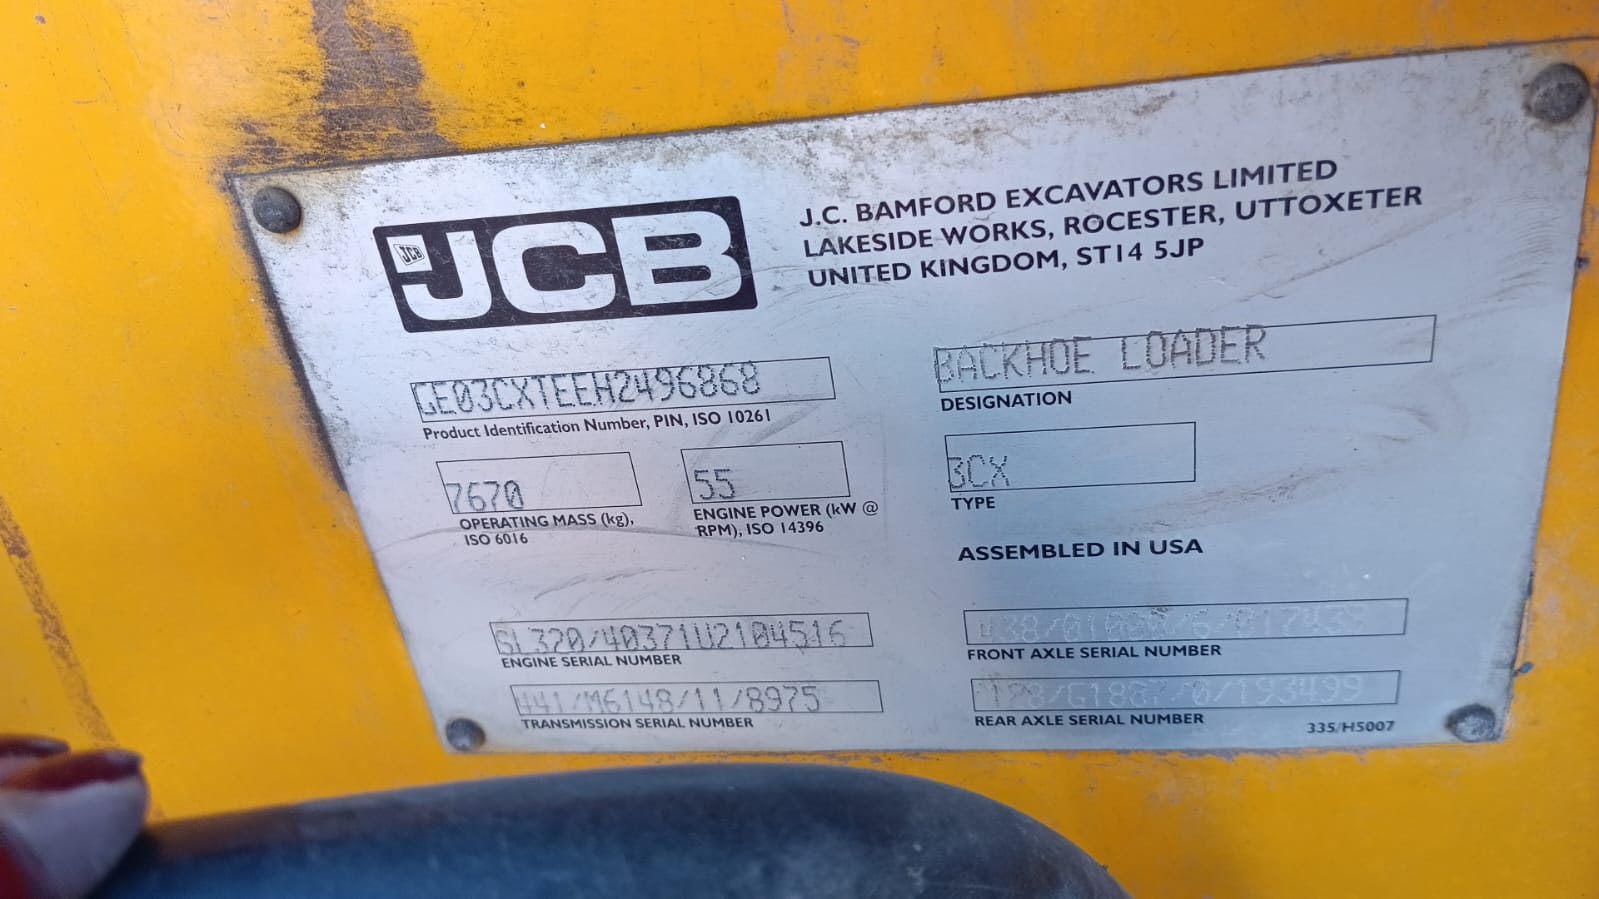 JCB
JCB
J.C. BAMFORD EXCAVATORS LIMITED
LAKESIDE WORKS, ROCESTER, UTTOXETER
UNITED KINGDOM, ST14 5JP
GE03CXTEEH2496868
Product Identification Number, PIN, ISO 10261
BACKHOE LOADER
DESIGNATION
7670
OPERATING MASS (kg),
ISO 6016
55
ENGINE POWER (kW @
RPM), ISO 14396
3CX
TYPE
ASSEMBLED IN USA
SL320/40371U2104516
ENGINE SERIAL NUMBER
FRONT AXLE SERIAL NUMBER
441/M6148/11/8975
TRANSMISSION SERIAL NUMBER
REAR AXLE SERIAL NUMBER
335/H5007